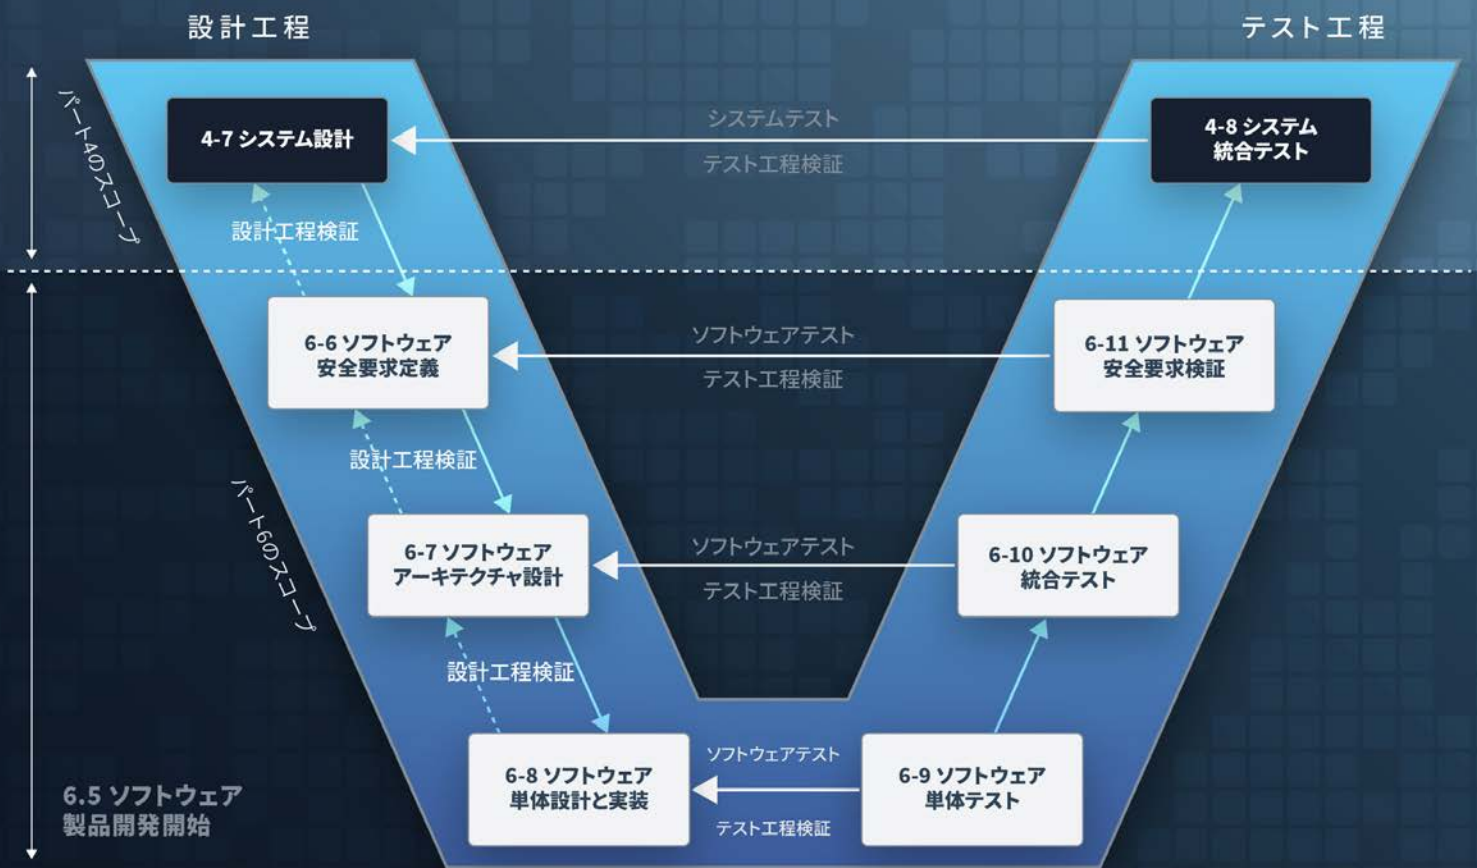 設計工程
テスト工程
パート4のスコープ
4-7 システム設計
システムテスト
テスト工程検証
4-8 システム
統合テスト
設計工程検証
6-6 ソフトウェア
安全要求定義
ソフトウェアテスト
テスト工程検証
6-11 ソフトウェア
安全要求検証
設計工程検証
パート6のスコープ
6-7 ソフトウェア
アーキテクチャ設計
ソフトウェアテスト
テスト工程検証
6-10 ソフトウェア
統合テスト
設計工程検証
6-8 ソフトウェア
単体設計と実装
ソフトウェアテスト
テスト工程検証
6-9 ソフトウェア
単体テスト
6.5 ソフトウェア
製品開発開始